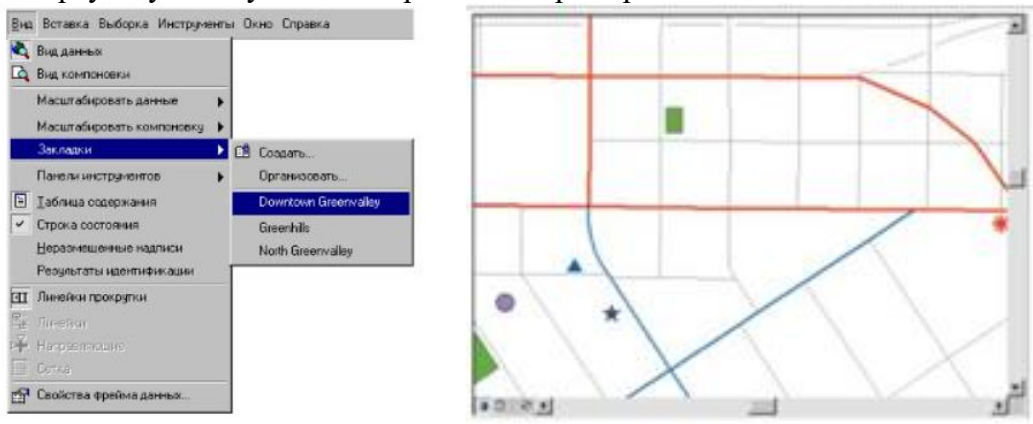 Вид Вставка Выборка Инструменты Окно Справка
Вид данных
Вид компоновки
Масштабировать данные
Масштабировать компоновку
Закладки
Панели инструментов
Таблица содержания
Строка состояния
Неразмещенные надписи
Результаты идентификации
Линейки прокрутки
Линейки
Направляющие
Сетка
Свойства фрейма данных...
Создать...
Организовать...
Downtown Greenvalley
Greenhills
North Greenvalley